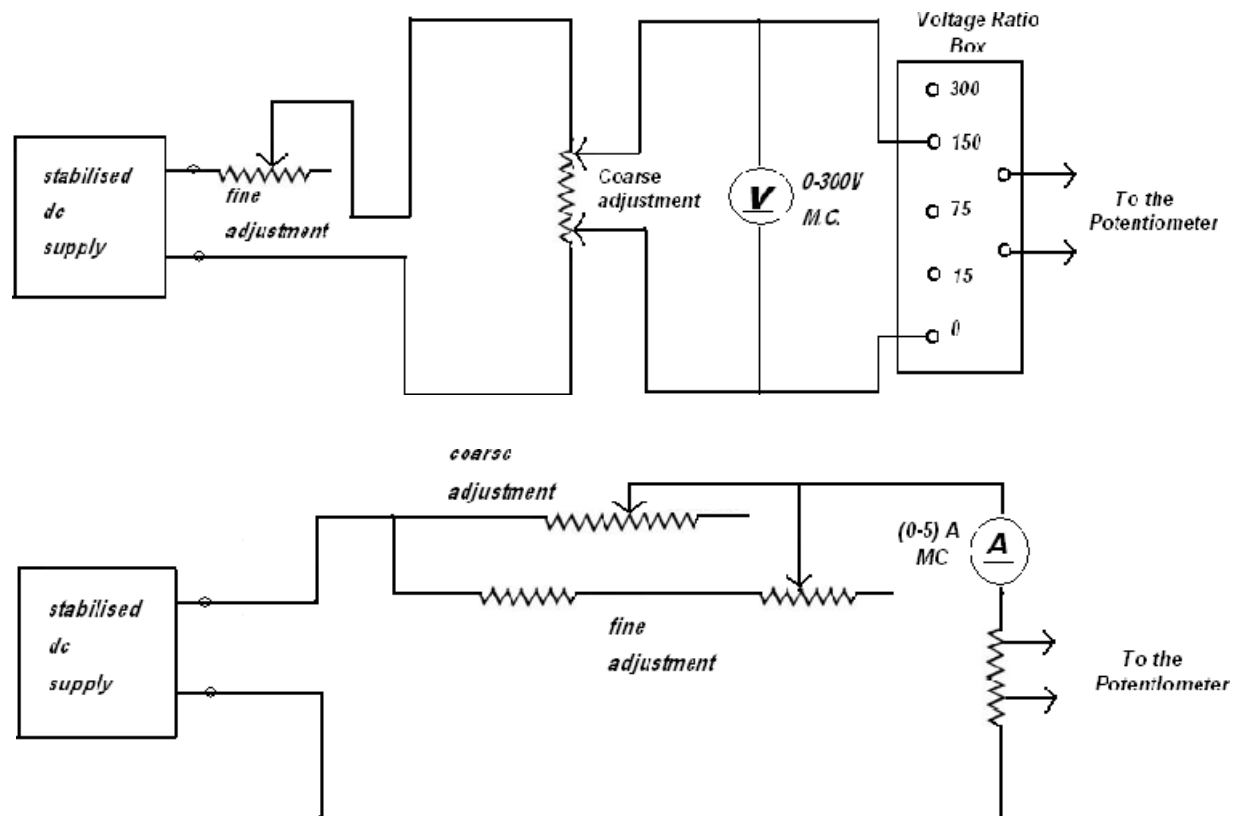 Voltage Ratio
Box
300
150
75
15
0
To the
Potentiometer
stabilised
dc
supply
fine
adjustment
Coarse
adjustment
V
0-300V
M.C.
coarse
adjustment
(0-5) A
MC
A
stabilised
dc
supply
fine
adjustment
To the
Potentiometer